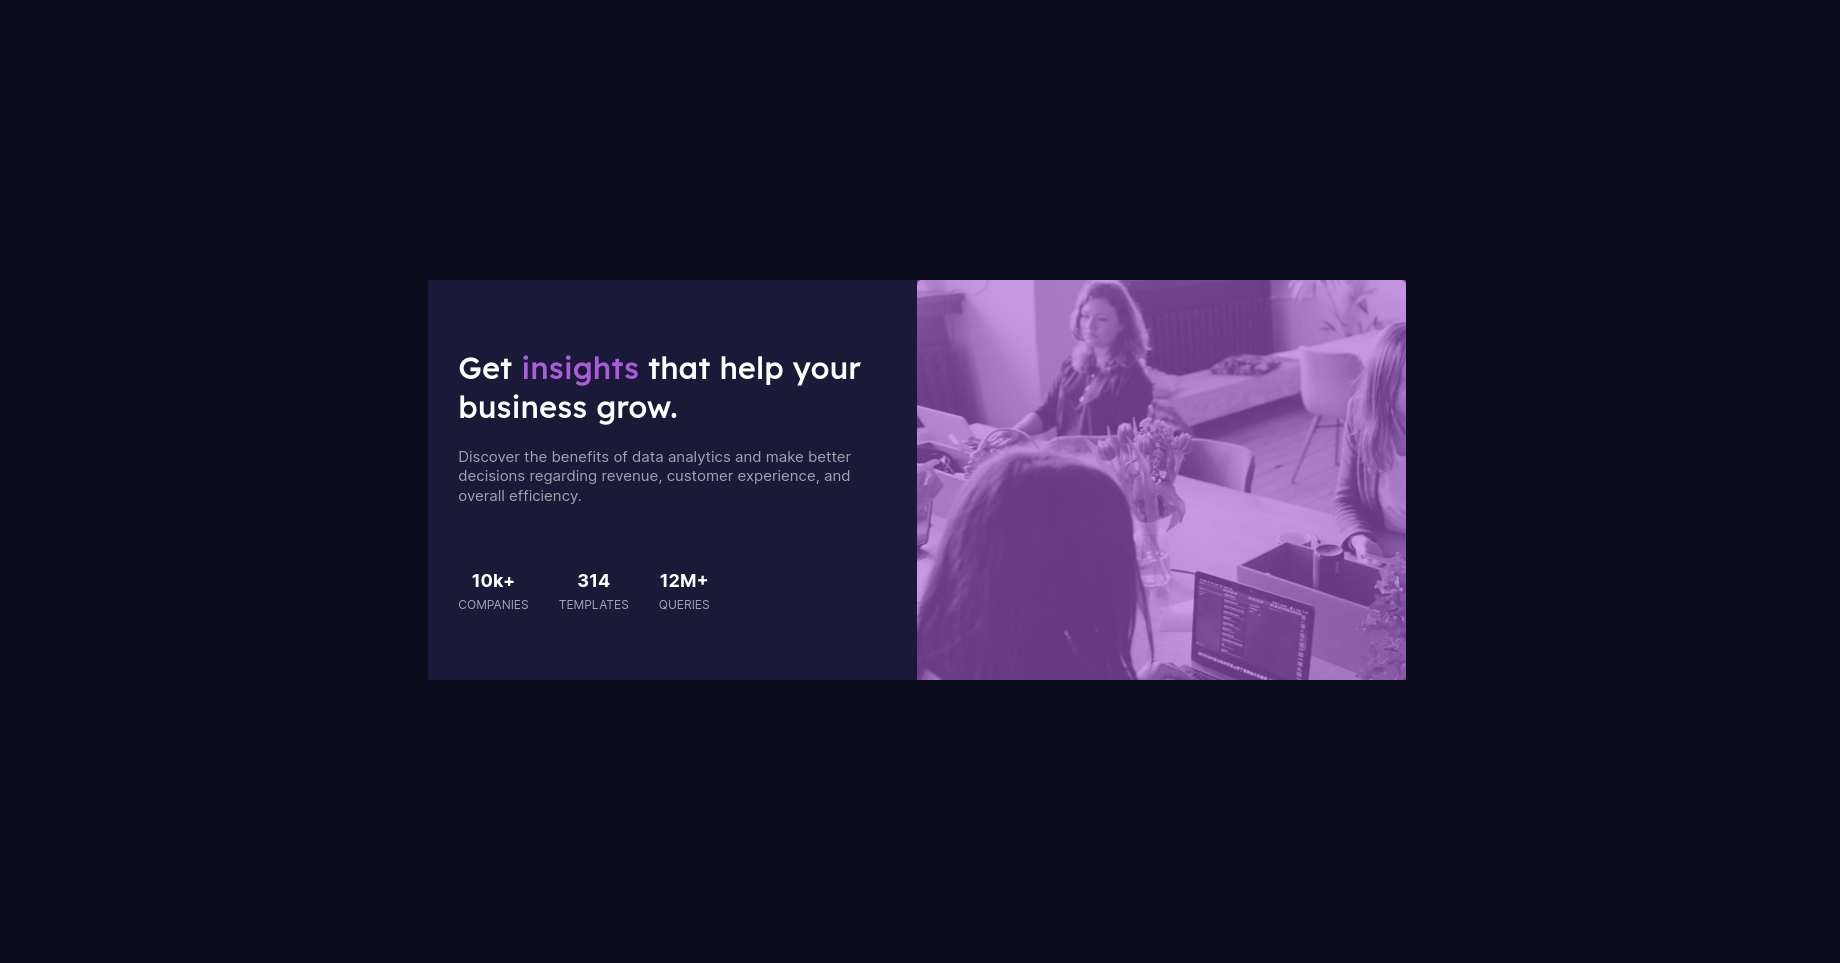 Get insights that help your
business grow.
Discover the benefits of data analytics and make better
decisions regarding revenue, customer experience, and
overall efficiency.
10k+ 314 12M+
COMPANIES TEMPLATES QUERIES